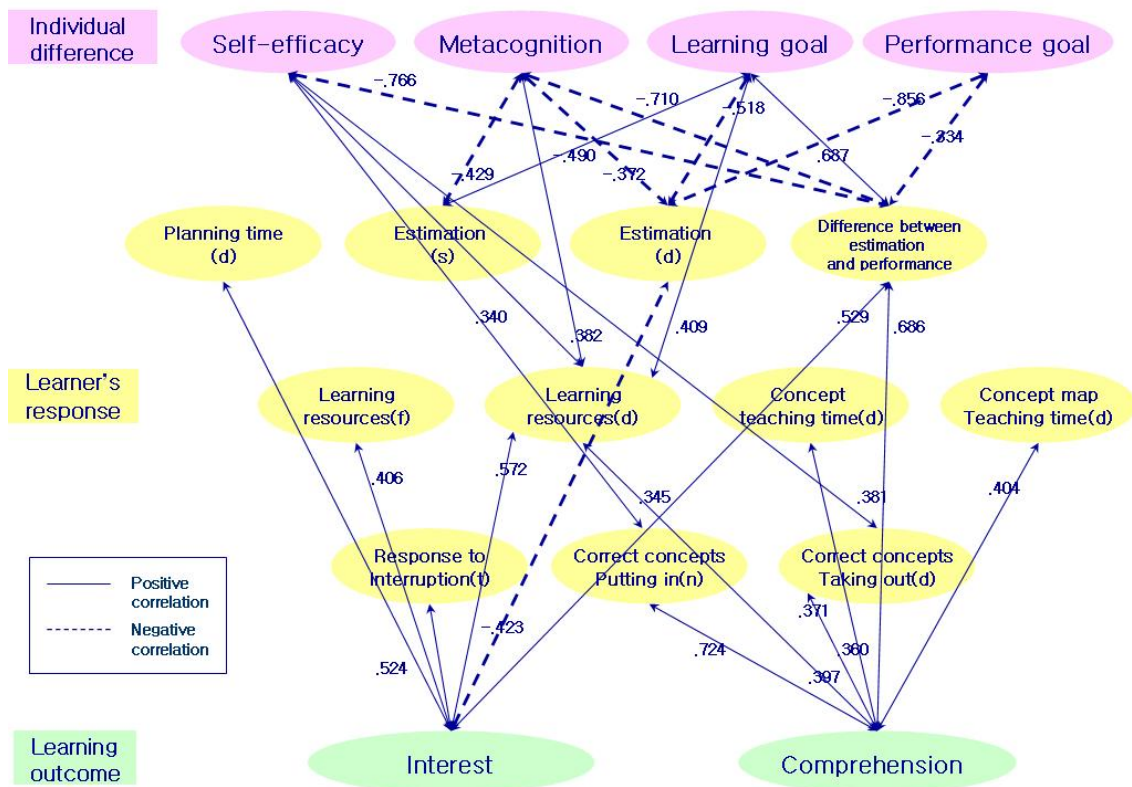 Individual
difference
Self-efficacy
Metacognition
Learning goal
Performance goal
-.766
-.710
-.518
-.856
-.490
.687
-.334
-.429
-.372
Planning time
(d)
Estimation
(s)
Estimation
(d)
Difference between
estimation
and performance
.340
.382
.409
.529
.686
Learner's
response
Learning
resources(f)
Learning
resources(d)
Concept
teaching time(d)
Concept map
Teaching time(d)
.406
.572
.345
.381
.404
Response to
Interruption(t)
Correct concepts
Putting in(n)
Correct concepts
Taking out(d)
Positive
correlation
Negative
correlation
.371
-.423
.724
.360
.524
.397
Learning
outcome
Interest
Comprehension